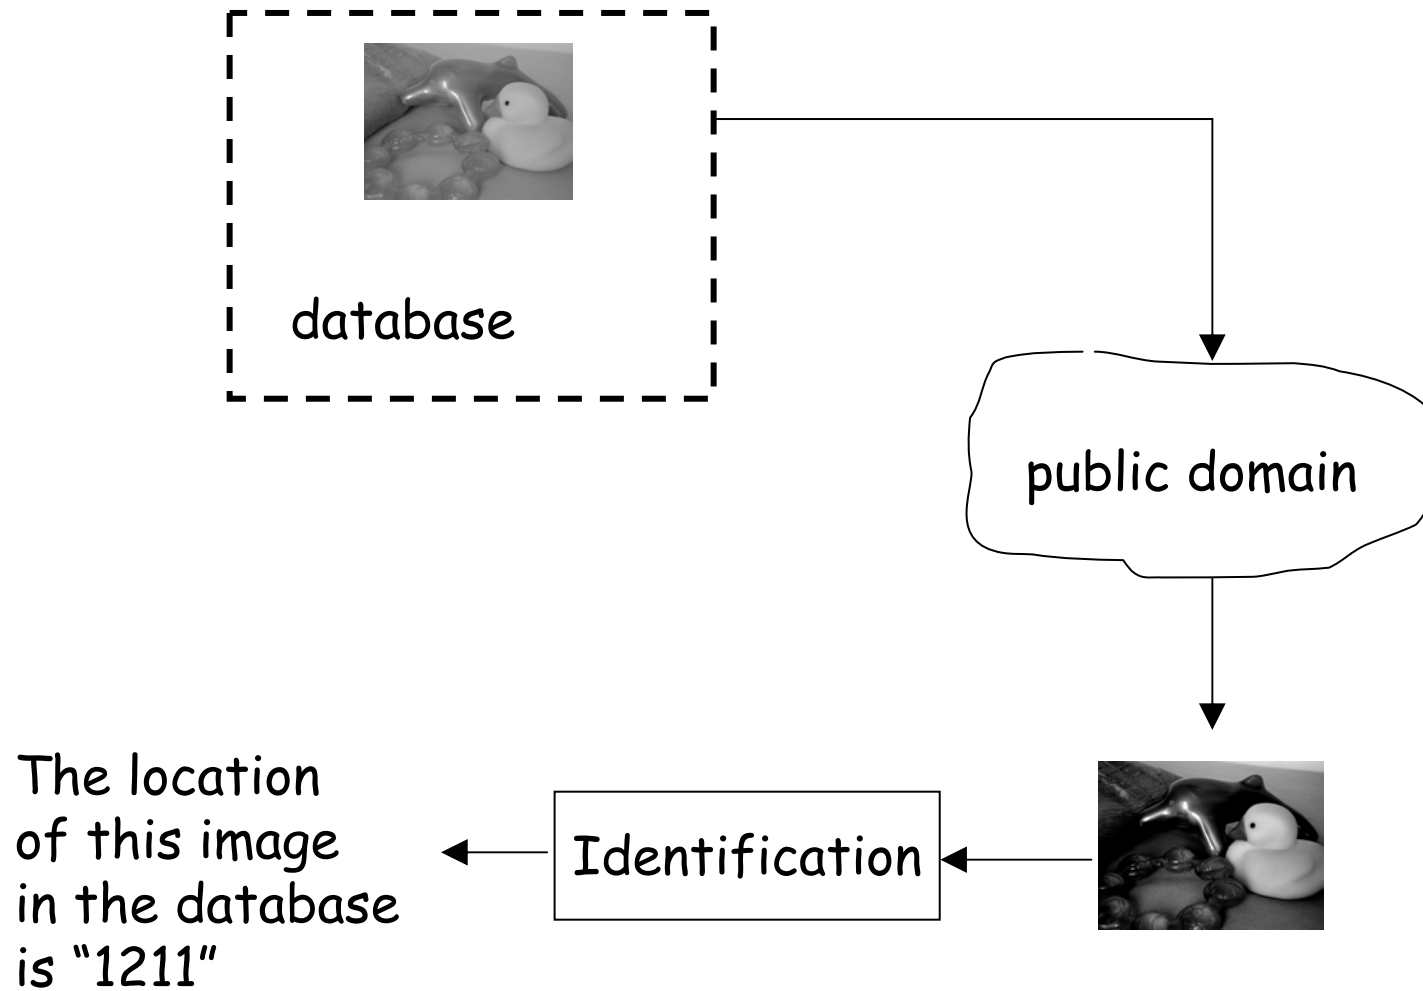 database
public domain
Identification
The location
of this image
in the database
is “1211”